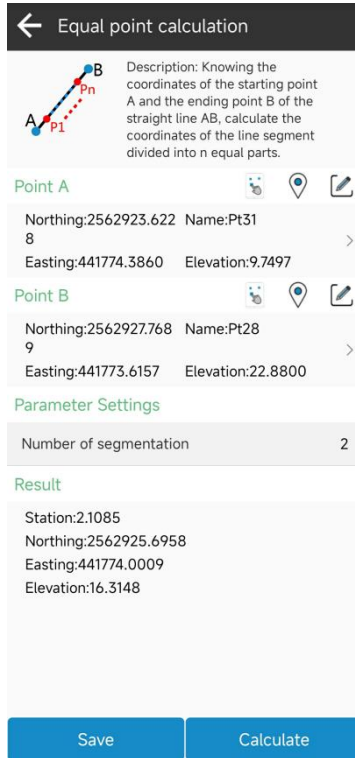 Equal point calculation
B
Pn
A
P1
Description: Knowing the
coordinates of the starting point
A and the ending point B of the
straight line AB, calculate the
coordinates of the line segment
divided into n equal parts.
Point A
Northing:2562923.622 Name:Pt31
8
Easting:441774.3860 Elevation:9.7497
Point B
Northing:2562927.768 Name:Pt28
9
Easting:441773.6157 Elevation:22.8800
Parameter Settings
Number of segmentation 2
Result
Station:2.1085
Northing:2562925.6958
Easting:441774.0009
Elevation:16.3148
Save Calculate